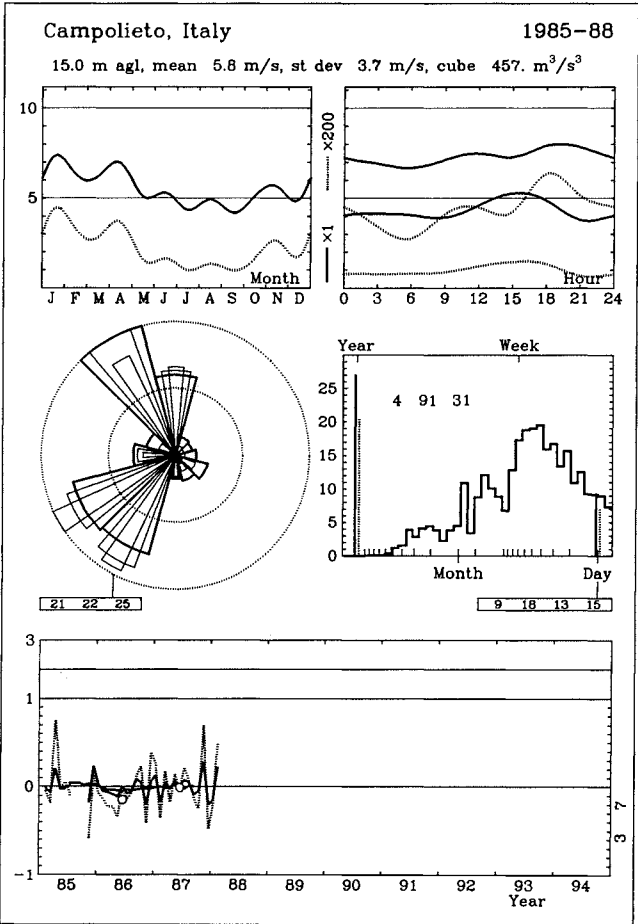 Campolieto, Italy 1985-88
15.0 m agl, mean 5.8 m/s, st dev 3.7 m/s, cube 457. m³/s³
10
5
J F M A M J J A S O N D
Month
×1 ×200
0 3 6 9 12 15 18 21 24
Hour
21 22 25
Year Week
25
20
15
10
5
0
4 91 31
Month Day
9 18 13 15
3
1
0
-1
85 86 87 88 89 90 91 92 93 94
Year
3 7